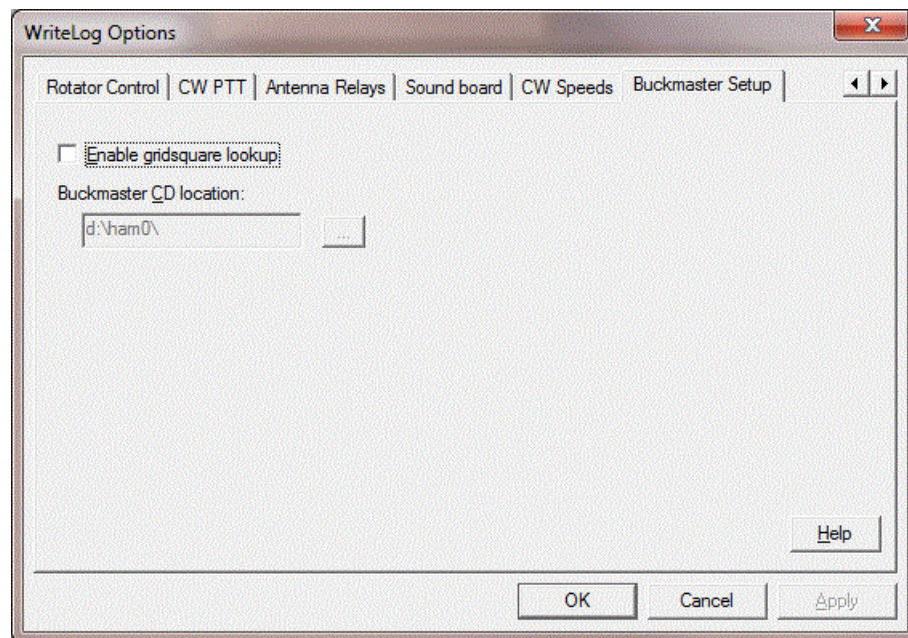 WriteLog Options
Rotator Control CW PTT Antenna Relays Sound board CW Speeds Buckmaster Setup
Enable gridsquare lookup
Buckmaster CD location:
d:\ham0\ ...
Help
OK Cancel Apply